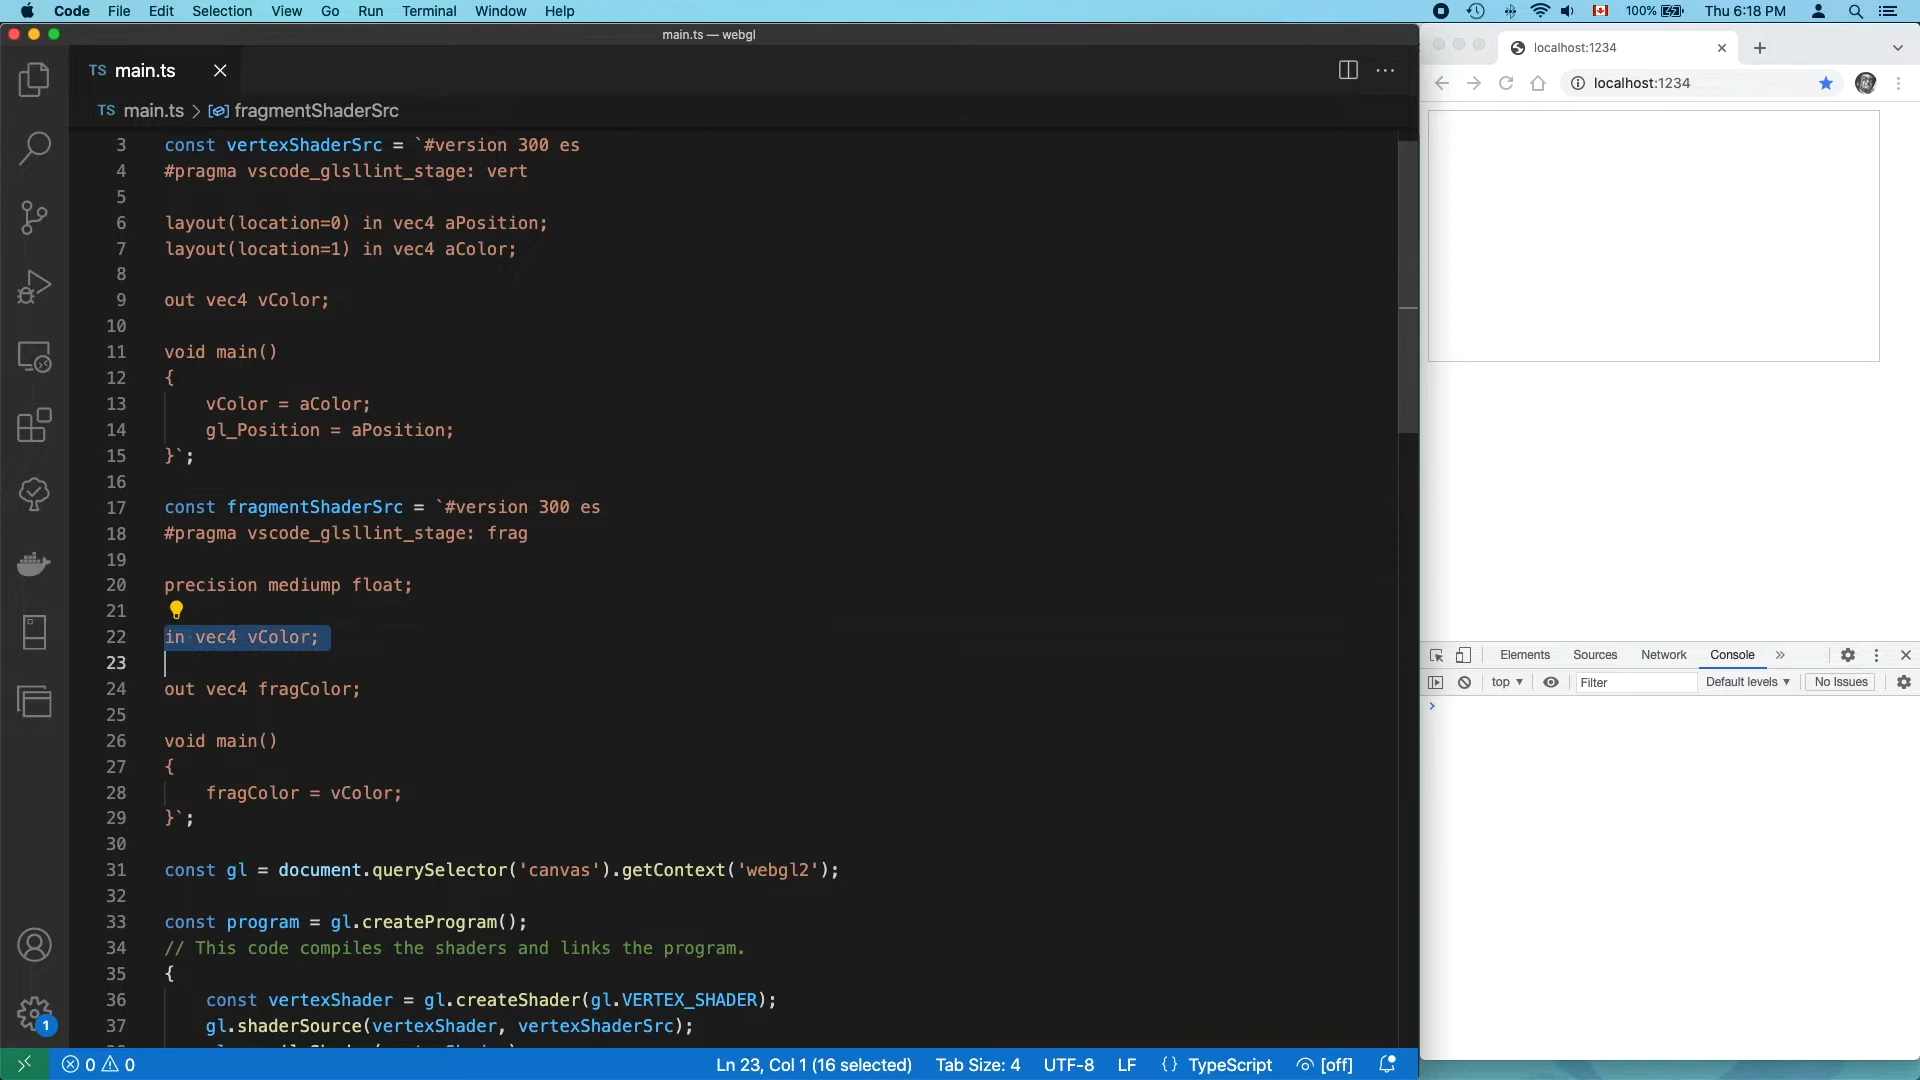 Code File Edit Selection View Go Run Terminal Window Help
100% Thu 6:18 PM
main.ts — webgl
TS main.ts
TS main.ts > fragmentShaderSrc
3 const vertexShaderSrc = `#version 300 es
4 #pragma vscode_glsllint_stage: vert
5
6 layout(location=0) in vec4 aPosition;
7 layout(location=1) in vec4 aColor;
8
9 out vec4 vColor;
10
11 void main()
12 {
13 vColor = aColor;
14 gl_Position = aPosition;
15 }`;
16
17 const fragmentShaderSrc = `#version 300 es
18 #pragma vscode_glsllint_stage: frag
19
20 precision mediump float;
21
22 in vec4 vColor;
23
24 out vec4 fragColor;
25
26 void main()
27 {
28 fragColor = vColor;
29 }`;
30
31 const gl = document.querySelector('canvas').getContext('webgl2');
32
33 const program = gl.createProgram();
34 // This code compiles the shaders and links the program.
35 {
36 const vertexShader = gl.createShader(gl.VERTEX_SHADER);
37 gl.shaderSource(vertexShader, vertexShaderSrc);
1
0 0 Ln 23, Col 1 (16 selected) Tab Size: 4 UTF-8 LF {} TypeScript [off]
localhost:1234
localhost:1234
Elements Sources Network Console »
top Filter Default levels No Issues